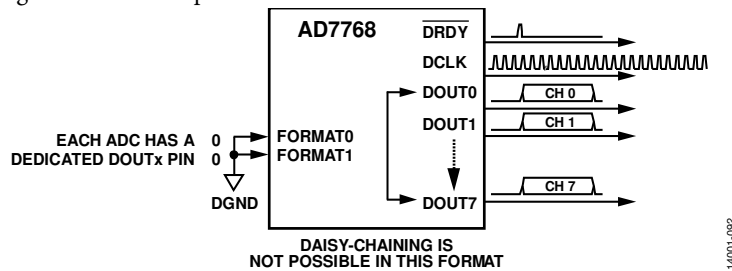 AD7768
DRDY
DCLK
DOUT0
CH 0
DOUT1
CH 1
EACH ADC HAS A 0
FORMAT0
DEDICATED DOUTx PIN 0
FORMAT1
DGND
DOUT7
CH 7
DAISY-CHAINING IS
NOT POSSIBLE IN THIS FORMAT
14001-092